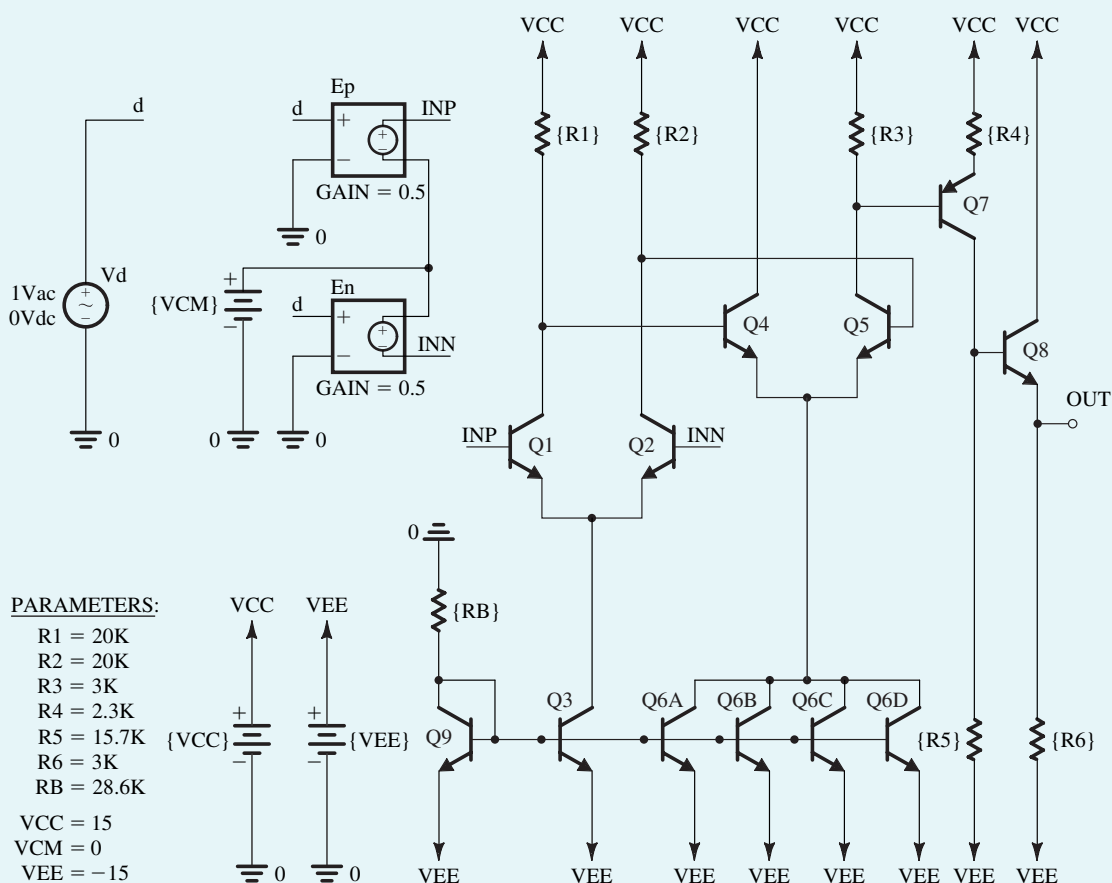 VCC
VCC
VCC
VCC
VCC
VCC
d
Ep
d
INP
{R1}
{R2}
{R3}
{R4}
GAIN = 0.5
Q7
0
Vd
1Vac
0Vdc
{VCM}
En
d
INN
GAIN = 0.5
Q4
Q5
Q8
OUT
0
0
0
INP
Q1
Q2
INN
0
{RB}
PARAMETERS:
R1 = 20K
R2 = 20K
R3 = 3K
R4 = 2.3K
R5 = 15.7K
R6 = 3K
RB = 28.6K
VCC = 15
VCM = 0
VEE = −15
VCC
{VCC}
0
VEE
{VEE}
0
Q9
Q3
Q6A
Q6B
Q6C
Q6D
{R5}
{R6}
VEE
VEE
VEE
VEE
VEE
VEE
VEE
VEE